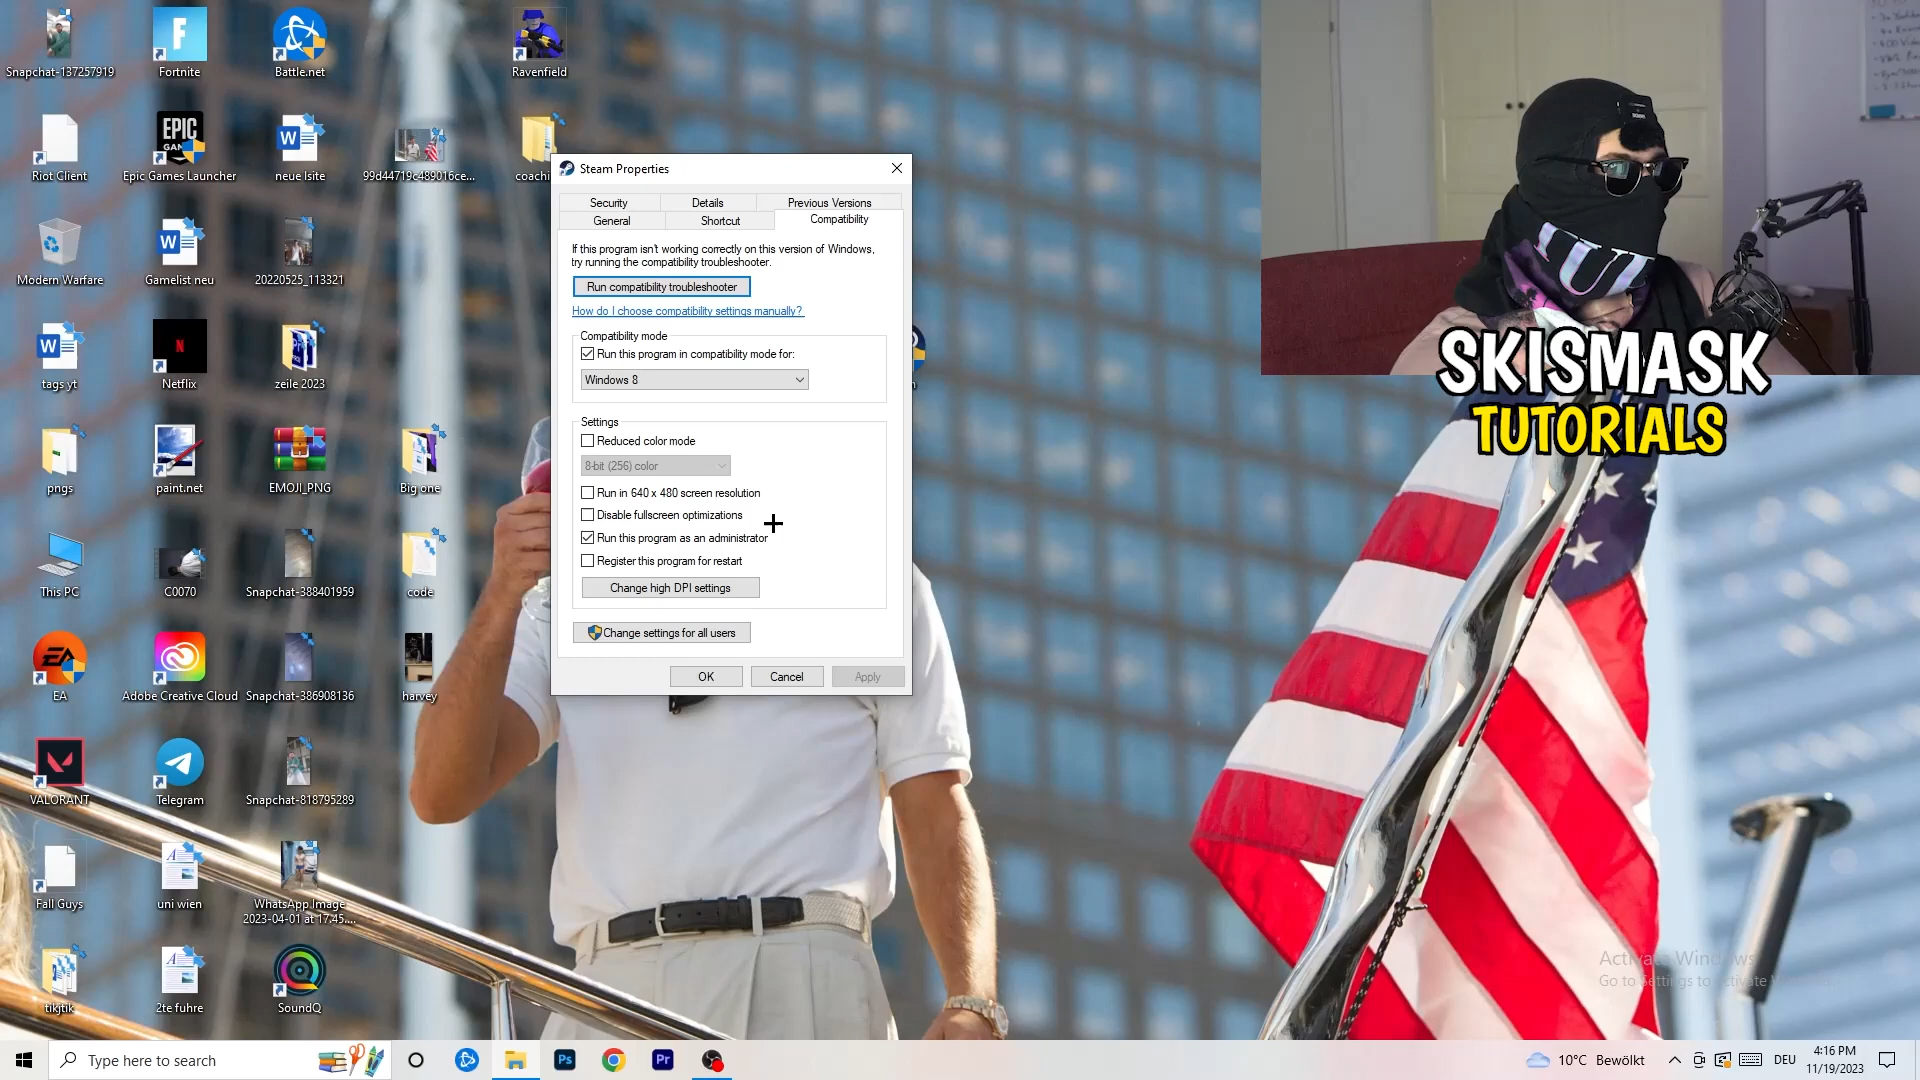 Snapchat-137257919
Fortnite
Battle.net
Ravenfield
EPIC
Riot Client
Epic Games Launcher
neue lsite
99d44719c489016ce...
coachi
Modern Warfare
Gamelist neu
20220525_113321
tags yt
Netflix
zeile 2023
pngs
paint.net
EMOJI_PNG
Big one
This PC
C0070
Snapchat-388401959
code
EA
Adobe Creative Cloud
Snapchat-386908136
harvey
VALORANT
Telegram
Snapchat-818795289
Fall Guys
uni wien
WhatsApp Image
2023-04-01 at 17.45....
tikjtik
2te fuhre
SoundQ
Steam Properties
Security
Details
Previous Versions
General
Shortcut
Compatibility
If this program isn't working correctly on this version of Windows,
try running the compatibility troubleshooter.
Run compatibility troubleshooter
How do I choose compatibility settings manually?
Compatibility mode
Run this program in compatibility mode for:
Windows 8
Settings
Reduced color mode
8-bit (256) color
Run in 640 x 480 screen resolution
Disable fullscreen optimizations
Run this program as an administrator
Register this program for restart
Change high DPI settings
Change settings for all users
OK
Cancel
Apply
SKISMASK
TUTORIALS
Activate Windows
Go to Settings to activate
Type here to search
Ps
Pr
10°C Bewölkt
DEU
4:16 PM
11/19/2023